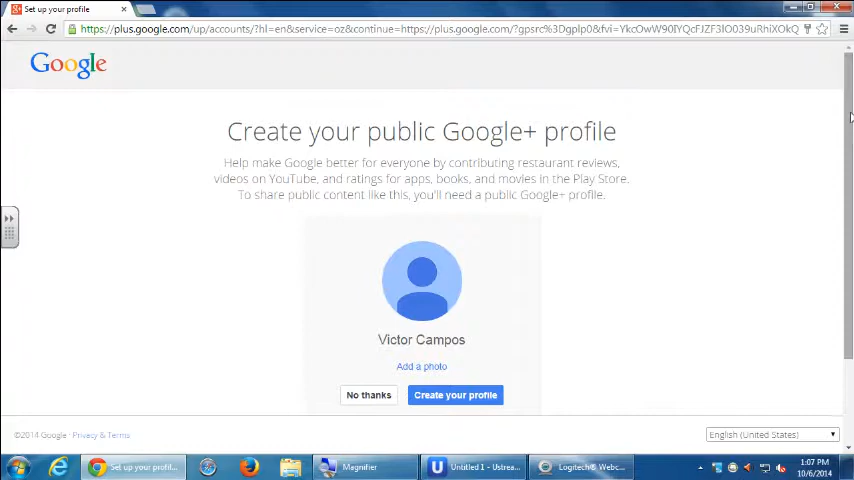 Set up your profile
https://plus.google.com/up/accounts/?hl=en&service=oz&continue=https://plus.google.com/?gpsrc%3Dgplp0&fvi=YkcOwW90IYQcFJZF3lO039uRhiXOkQ
Google
Create your public Google+ profile
Help make Google better for everyone by contributing restaurant reviews,
videos on YouTube, and ratings for apps, books, and movies in the Play Store.
To share public content like this, you'll need a public Google+ profile.
Victor Campos
Add a photo
No thanks
Create your profile
©2014 Google
Privacy & Terms
English (United States)
Set up your profil...
Magnifier
Untitled 1 - Ustrea...
Logitech® Webc...
1:07 PM
10/6/2014